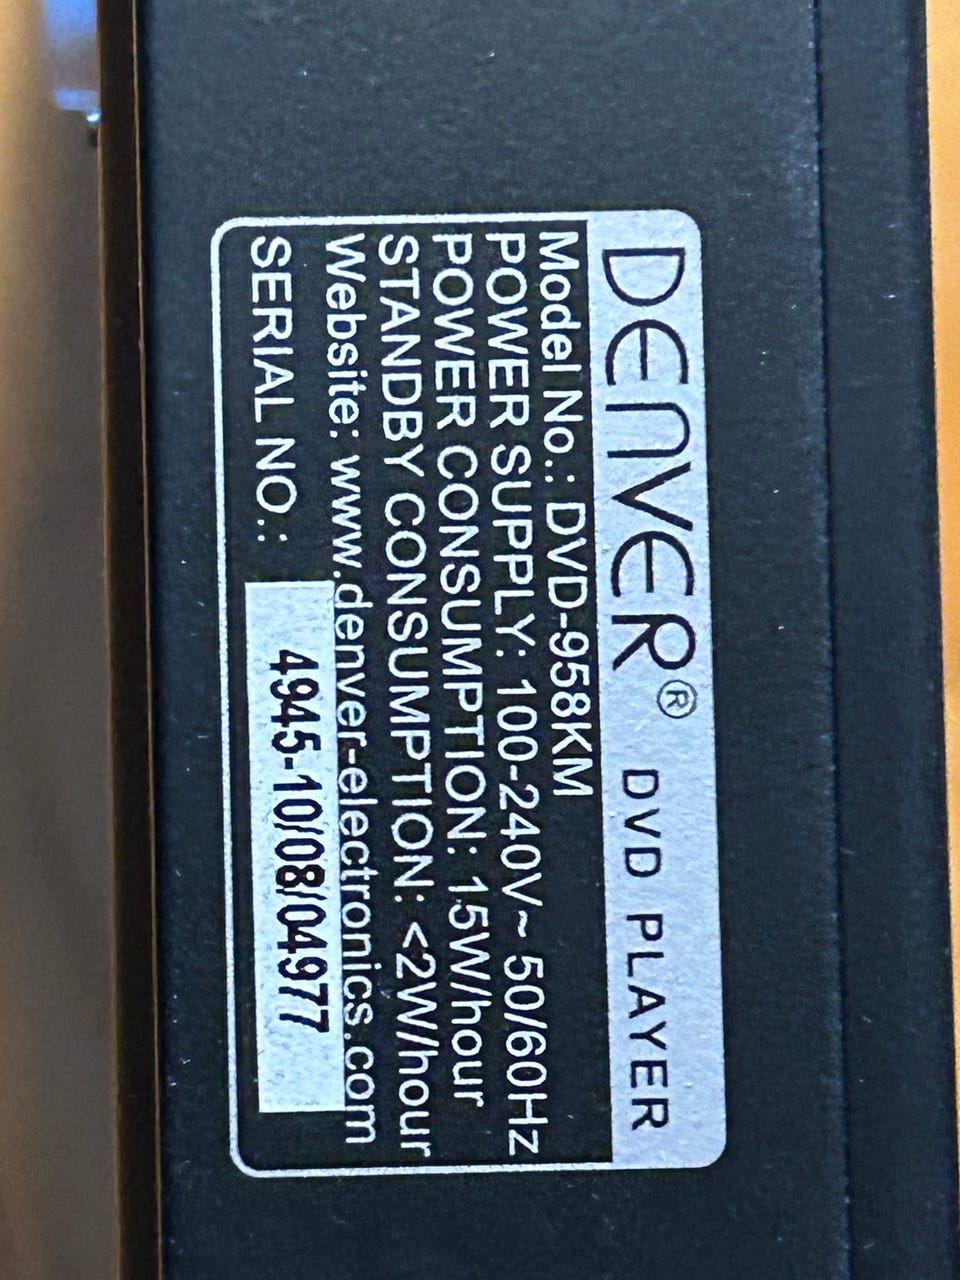 DENVER® DVD PLAYER
Model No.: DVD-958KM
POWER SUPPLY: 100-240V~ 50/60Hz
POWER CONSUMPTION: 15W/hour
STANDBY CONSUMPTION: <2W/hour
Website: www.denver-electronics.com
SERIAL NO.: 4945-10/08/04977